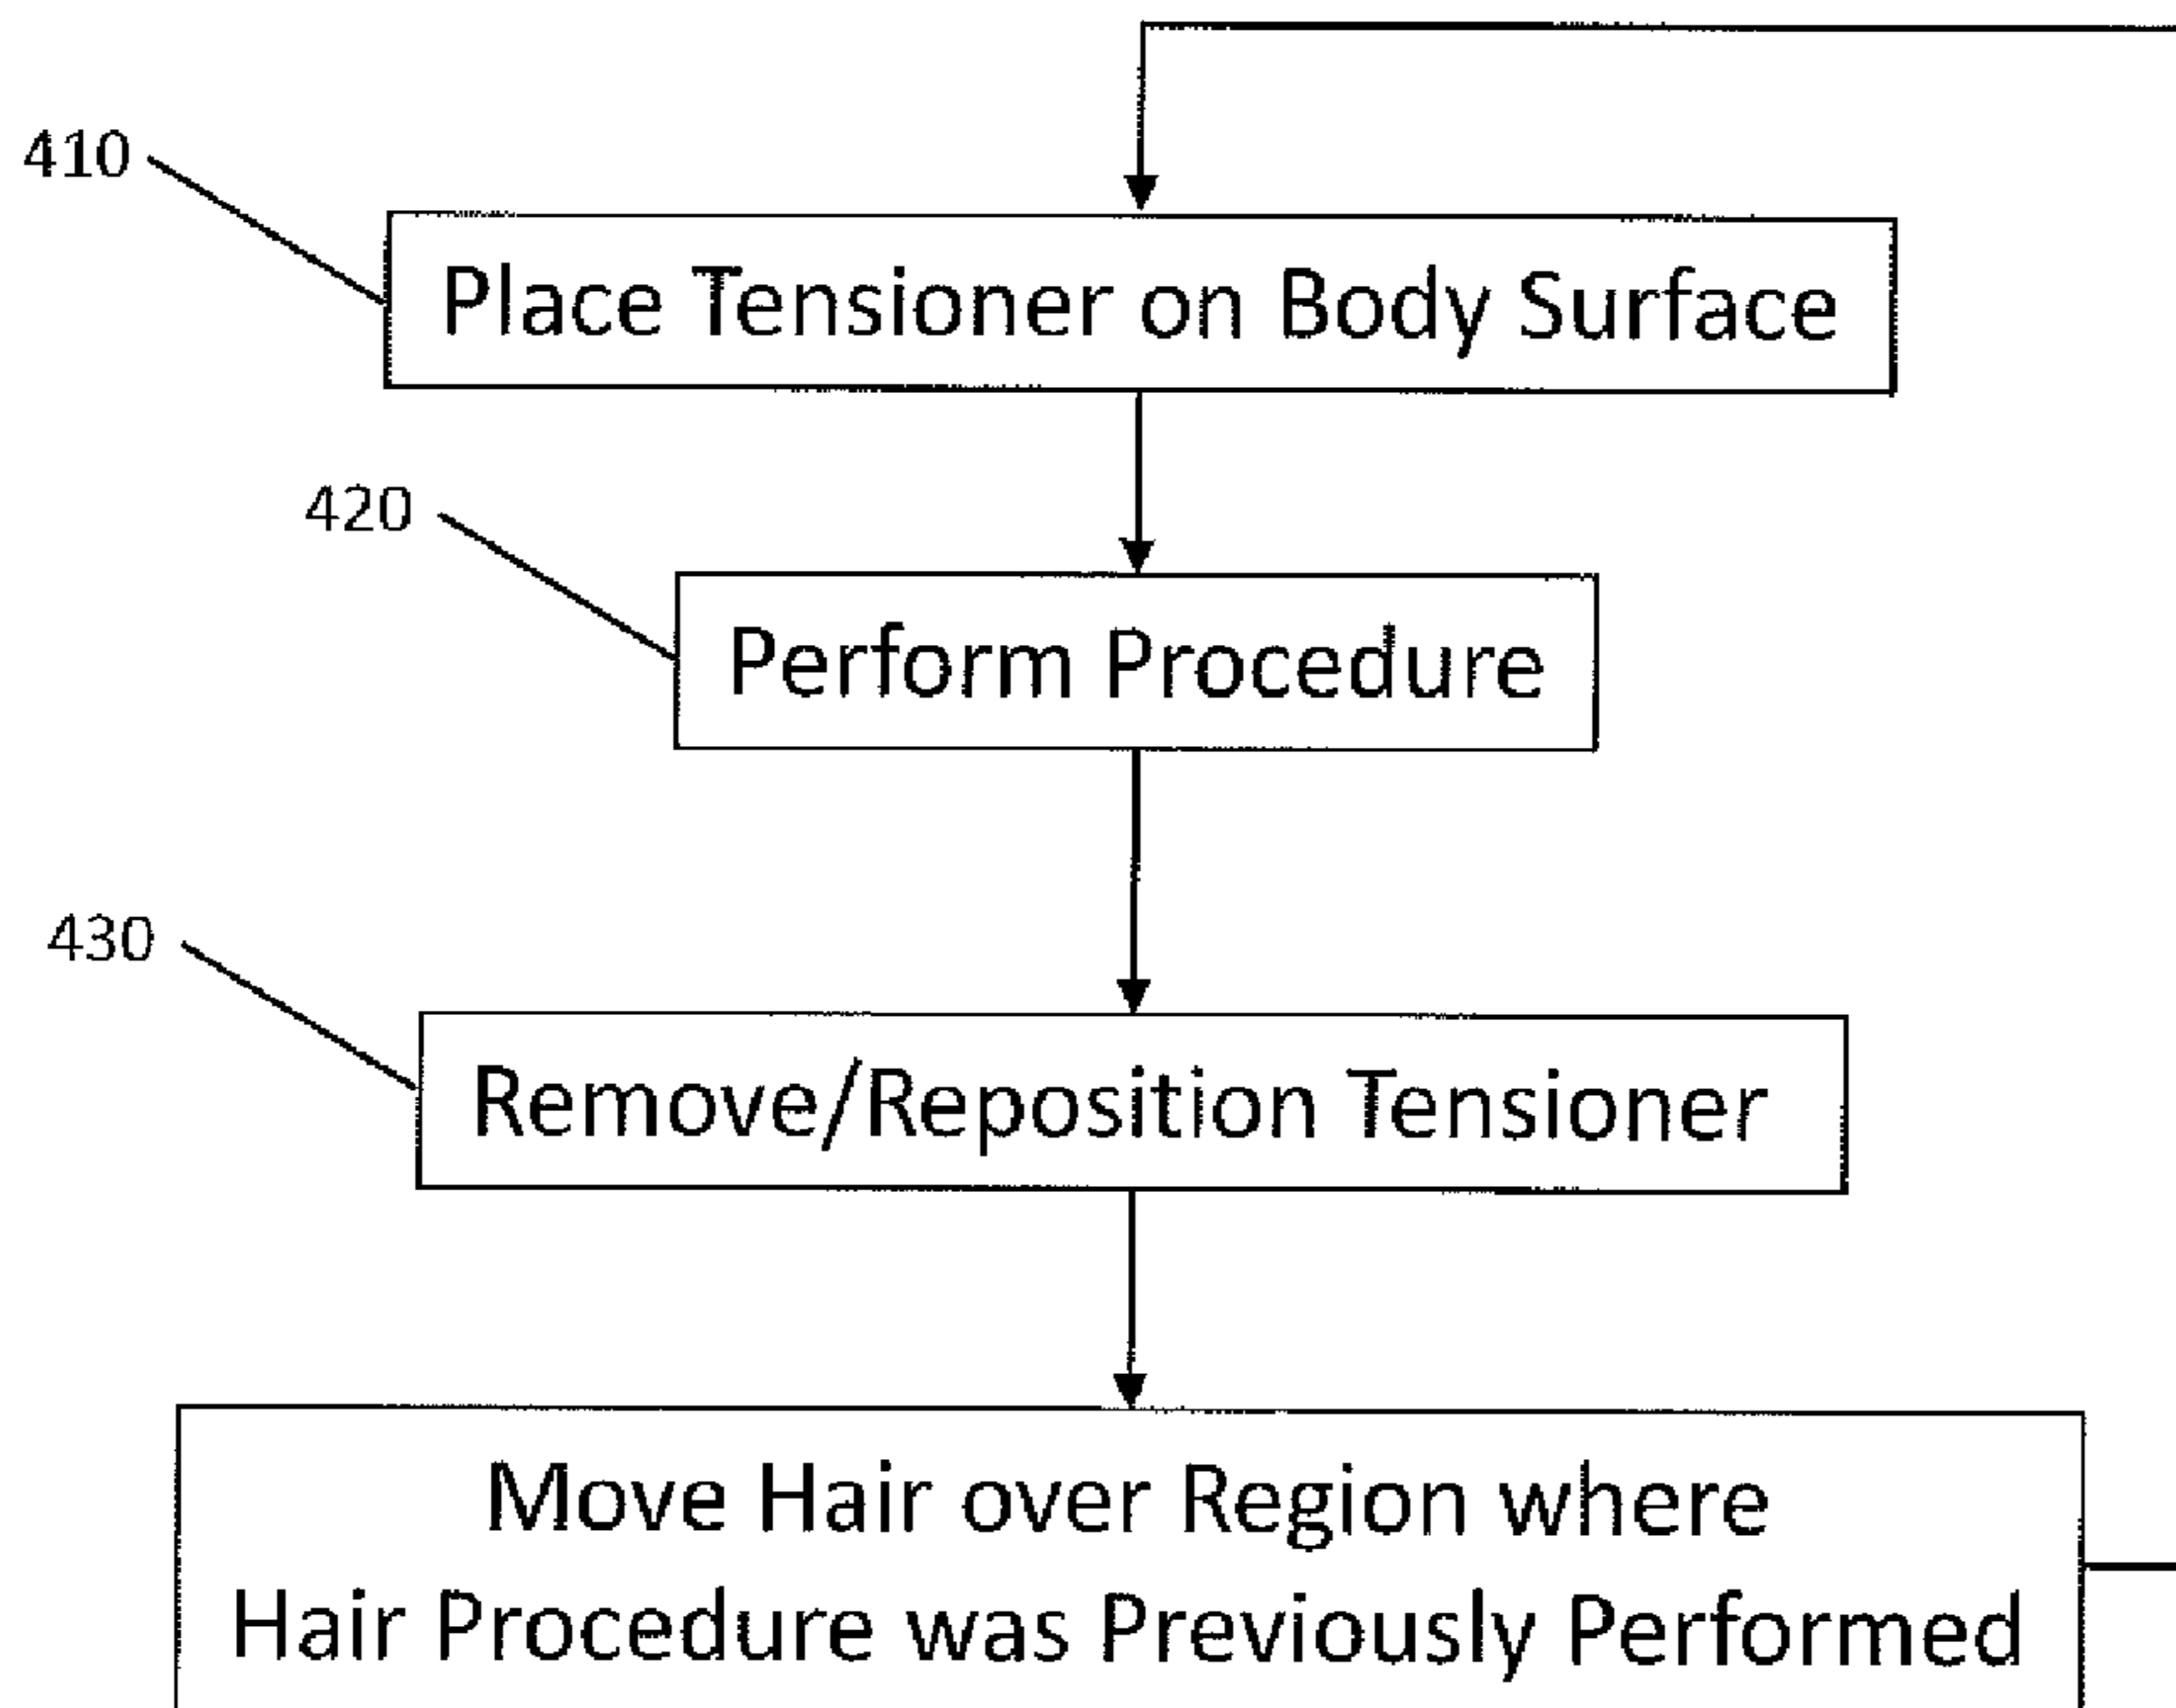 410
Place Tensioner on Body Surface
420
Perform Procedure
430
Remove/Reposition Tensioner
Move Hair over Region where
Hair Procedure was Previously Performed